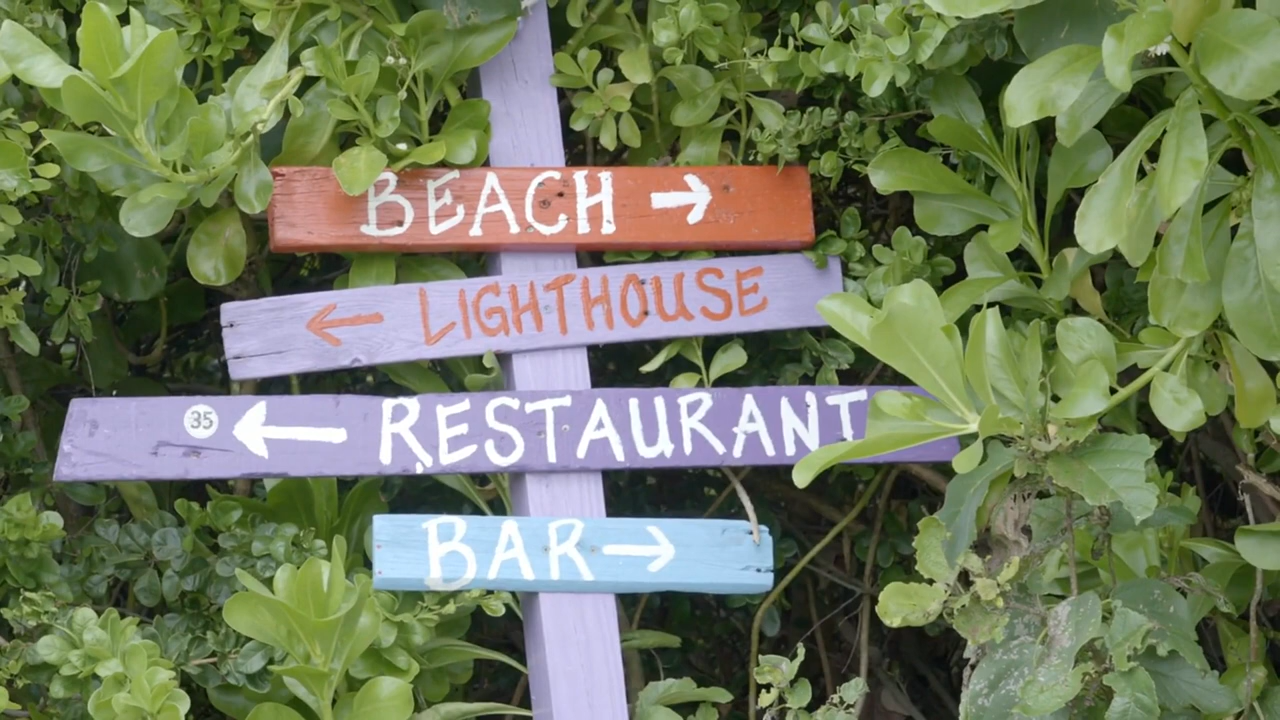 BEACH →
← LIGHTHOUSE
35 ← RESTAURANT
BAR →